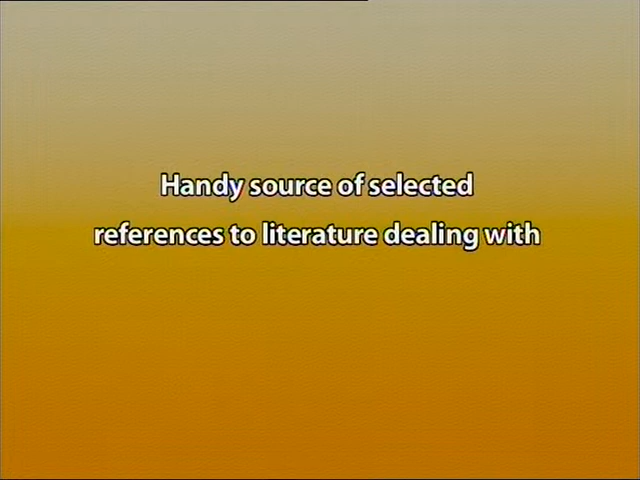 Handy source of selected
references to literature dealing with